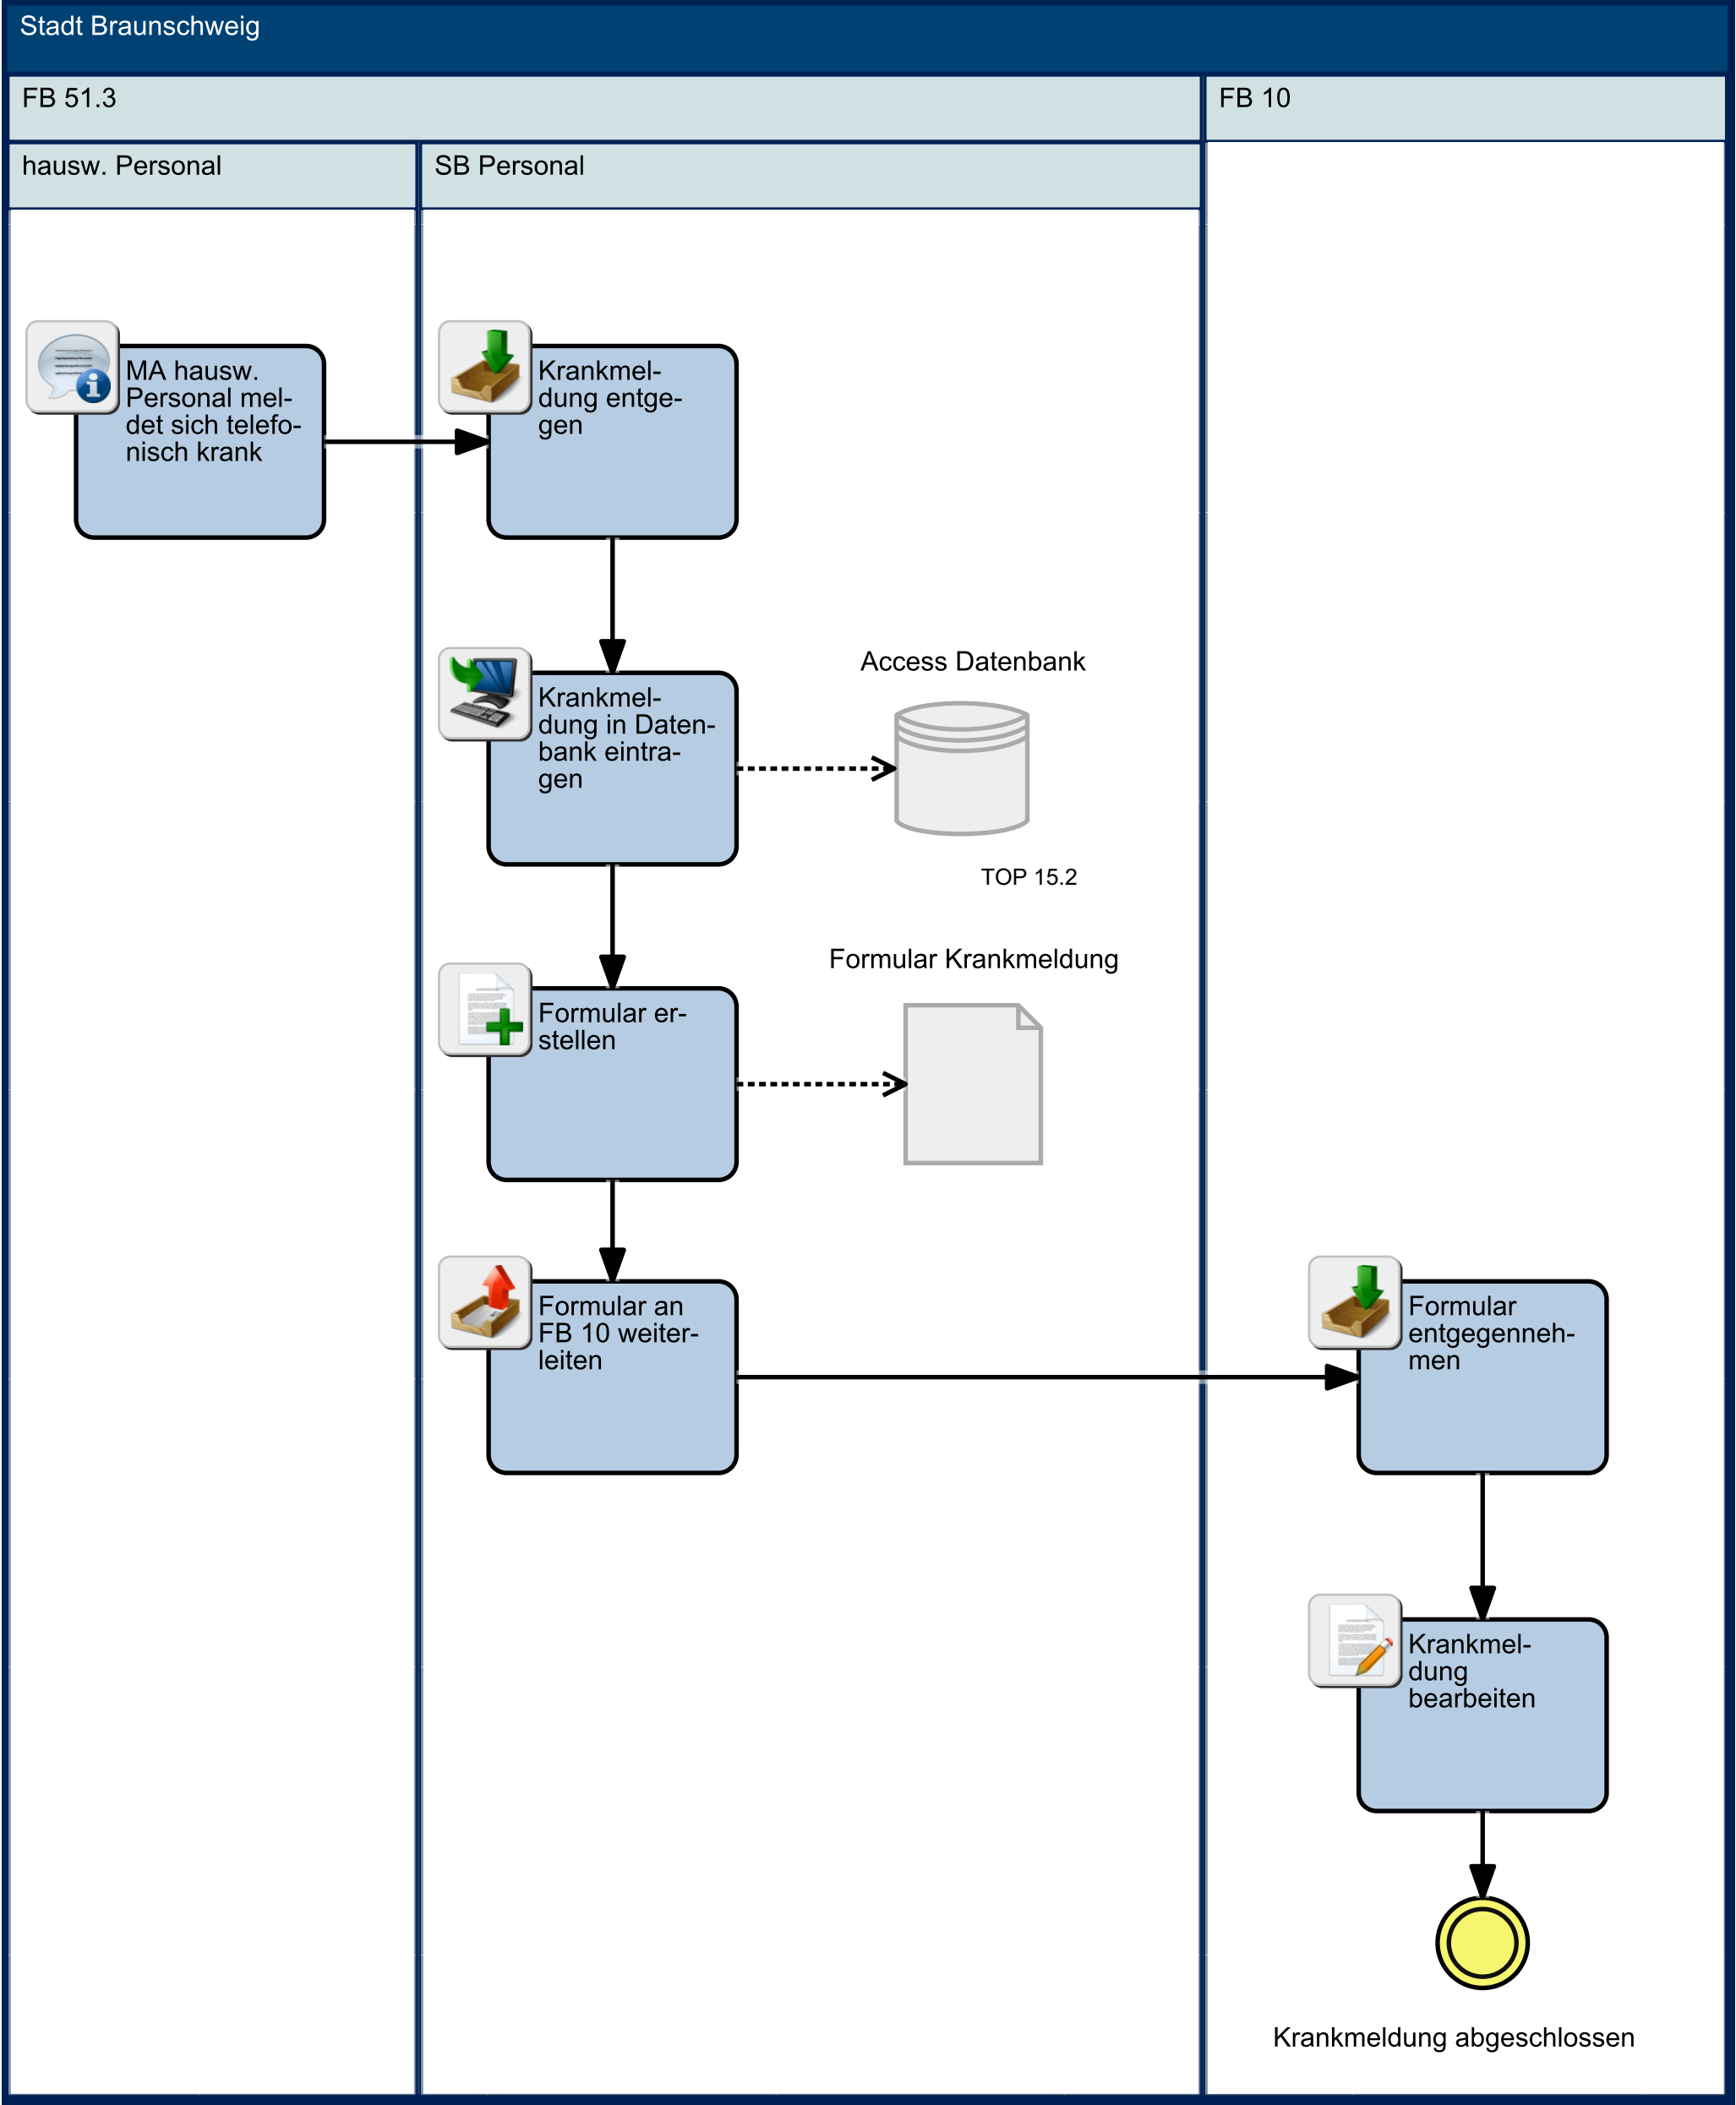 Stadt Braunschweig
FB 51.3
FB 10
hausw. Personal
SB Personal
MA hausw.
Personal mel-
det sich telefo-
nisch krank
Krankmel-
dung entge-
gen
Krankmel-
dung in Daten-
bank eintra-
gen
Access Datenbank
TOP 15.2
Formular er-
stellen
Formular Krankmeldung
Formular an
FB 10 weiter-
leiten
Formular
entgegenneh-
men
Krankmel-
dung
bearbeiten
Krankmeldung abgeschlossen